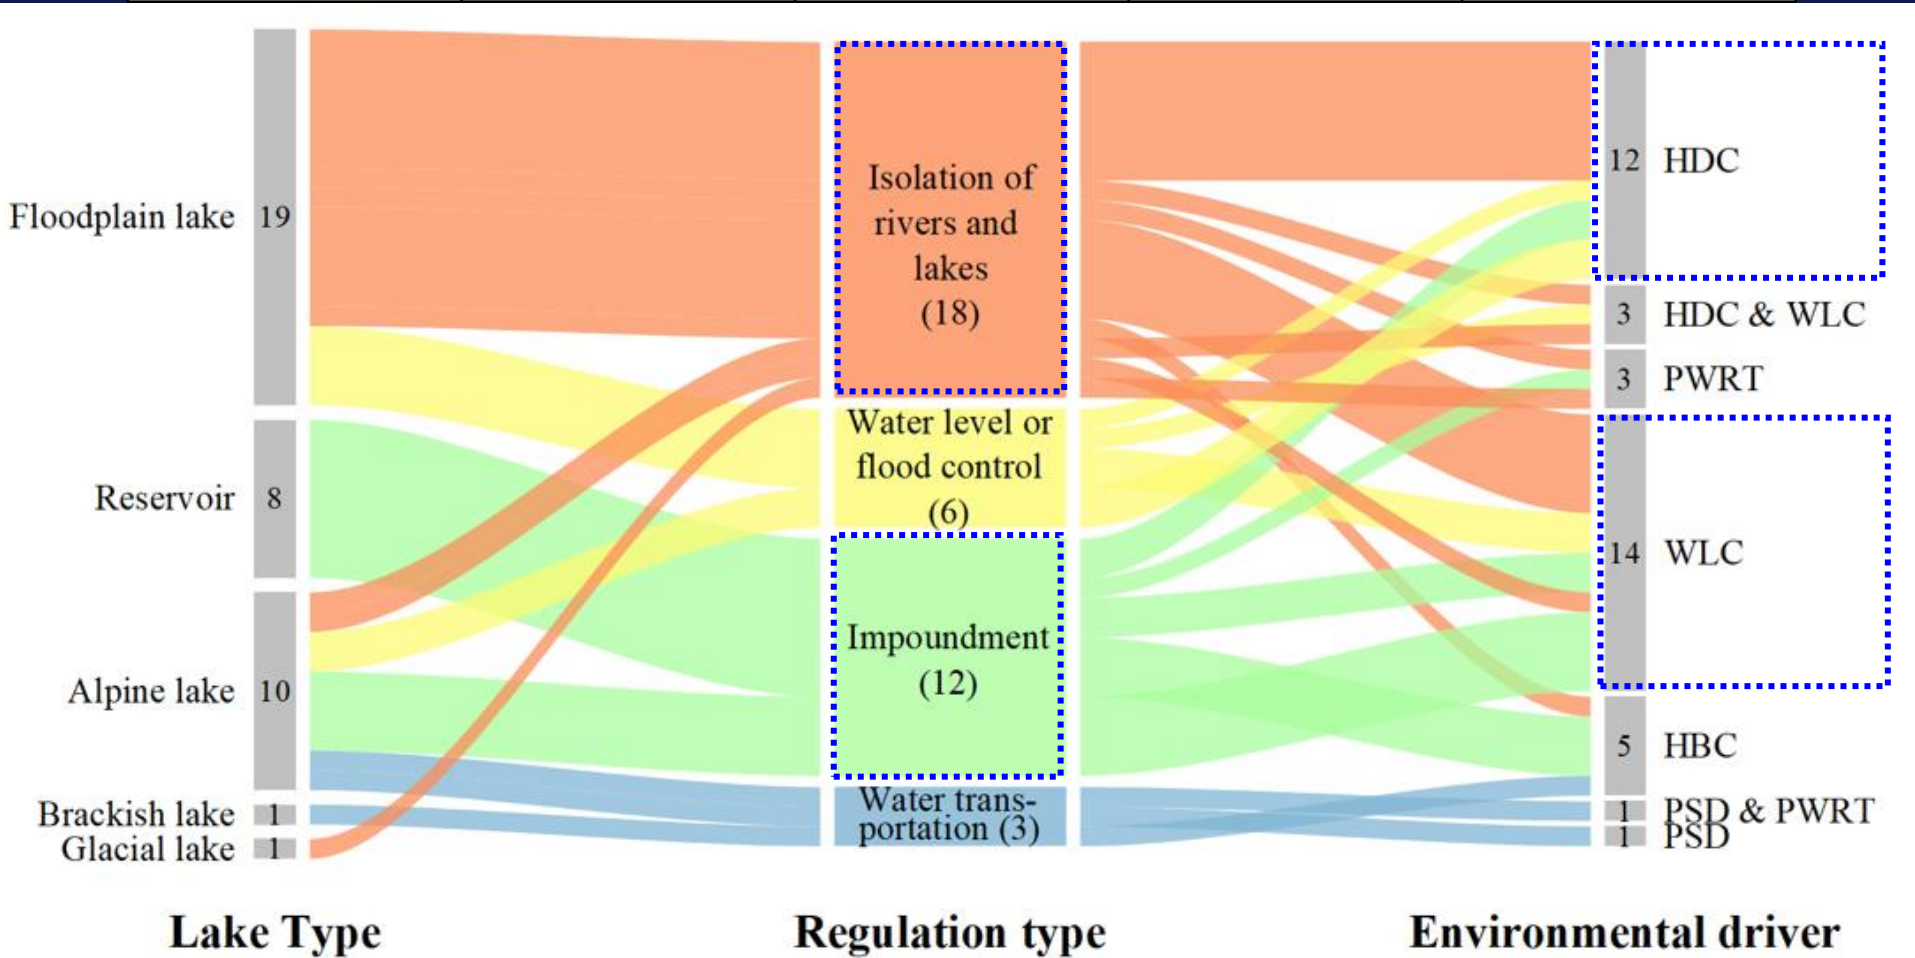 Floodplain lake 19
Reservoir 8
Alpine lake 10
Brackish lake 1
Glacial lake 1
Isolation of
rivers and
lakes
(18)
Water level or
flood control
(6)
Impoundment
(12)
Water trans-
portation (3)
12 HDC
3 HDC & WLC
3 PWRT
14 WLC
5 HBC
1 PSD & PWRT
1 PSD
Lake Type
Regulation type
Environmental driver